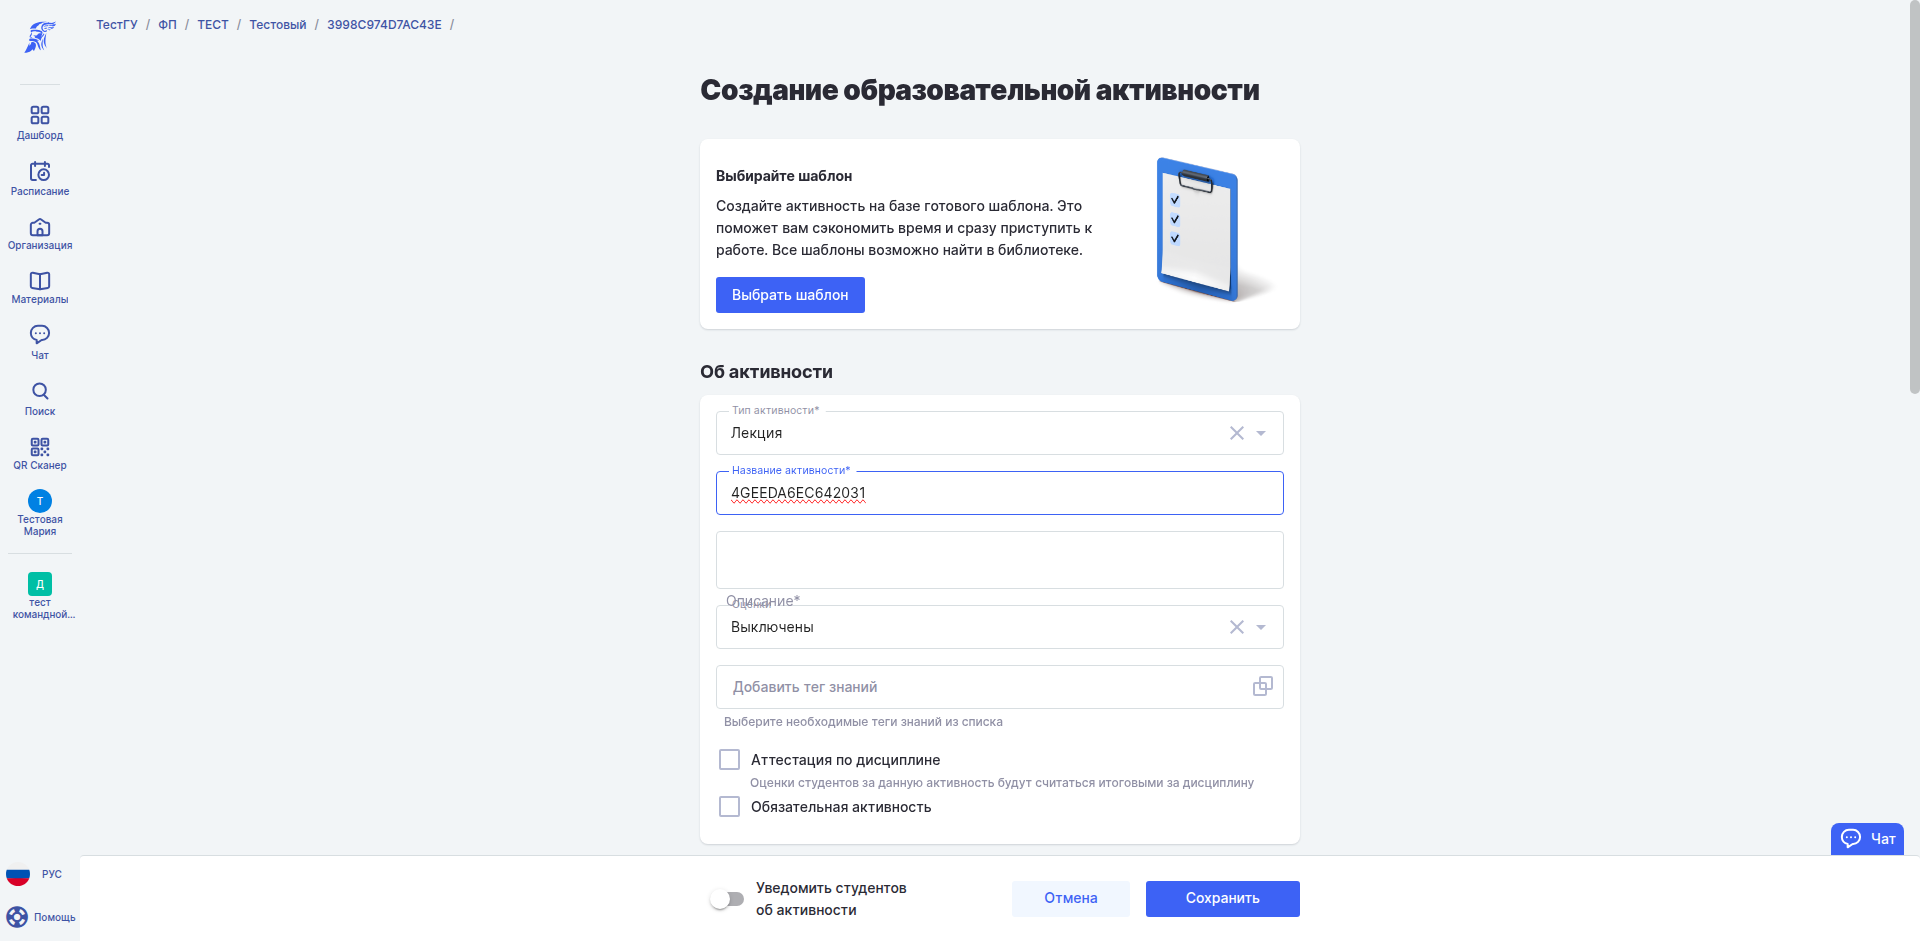 ТестГУ / ФП / ТЕСТ / Тестовый / 3998C974D7AC43E /
Дашборд
Расписание
Организация
Материалы
Чат
Поиск
QR Сканер
Т
Тестовая
Мария
Д
тест
командной...
РУС
Помощь
Создание образовательной активности
Выбирайте шаблон
Создайте активность на базе готового шаблона. Это
поможет вам сэкономить время и сразу приступить к
работе. Все шаблоны возможно найти в библиотеке.
Выбрать шаблон
Об активности
Тип активности*
Лекция
Название активности*
4GEEDA6EC642031
Описание*
Оценки
Выключены
Добавить тег знаний
Выберите необходимые теги знаний из списка
Аттестация по дисциплине
Оценки студентов за данную активность будут считаться итоговыми за дисциплину
Обязательная активность
Чат
Уведомить студентов
об активности
Отмена
Сохранить